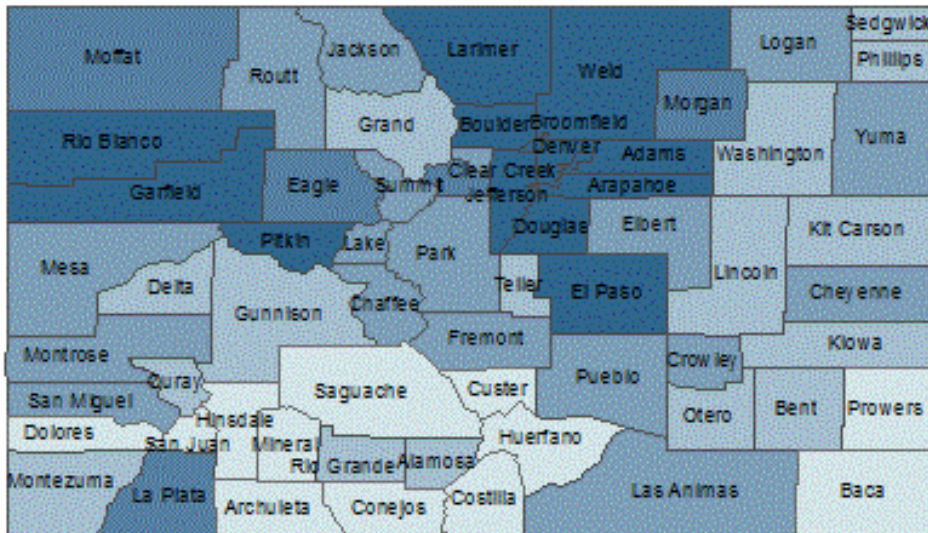 Sedgwick
Logan
Jackson
Larimer
Moffat
Phillips
Routt
Weld
Morgan
Boulder
Broomfield
Grand
Yuma
Rio Blanco
Denver
Adams
Washington
Clear Creek
Eagle
Summit
Arapahoe
Garfield
Jefferson
Elbert
Douglas
Kit Carson
Pitkin
Lake
Park
Mesa
Lincoln
Teller
Delta
El Paso
Cheyenne
Chaffee
Gunnison
Fremont
Kiowa
Montrose
Crowley
Pueblo
Ouray
Saguache
Custer
San Miguel
Bent
Prowers
Otero
Hinsdale
Dolores
Huerfano
San Juan
Mineral
Alamosa
Rio Grande
Montezuma
Las Animas
Baca
La Plata
Costilla
Archuleta
Conejos